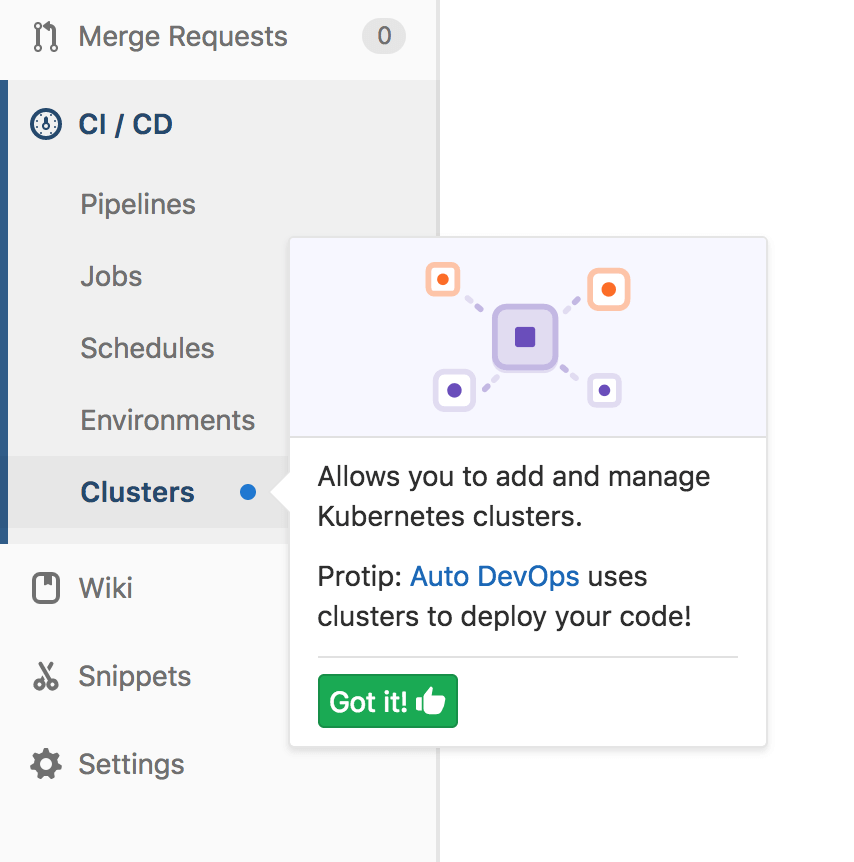 Merge Requests 0
CI / CD
Pipelines
Jobs
Schedules
Environments
Clusters
Allows you to add and manage
Kubernetes clusters.
Protip: Auto DevOps uses
clusters to deploy your code!
Got it!
Wiki
Snippets
Settings